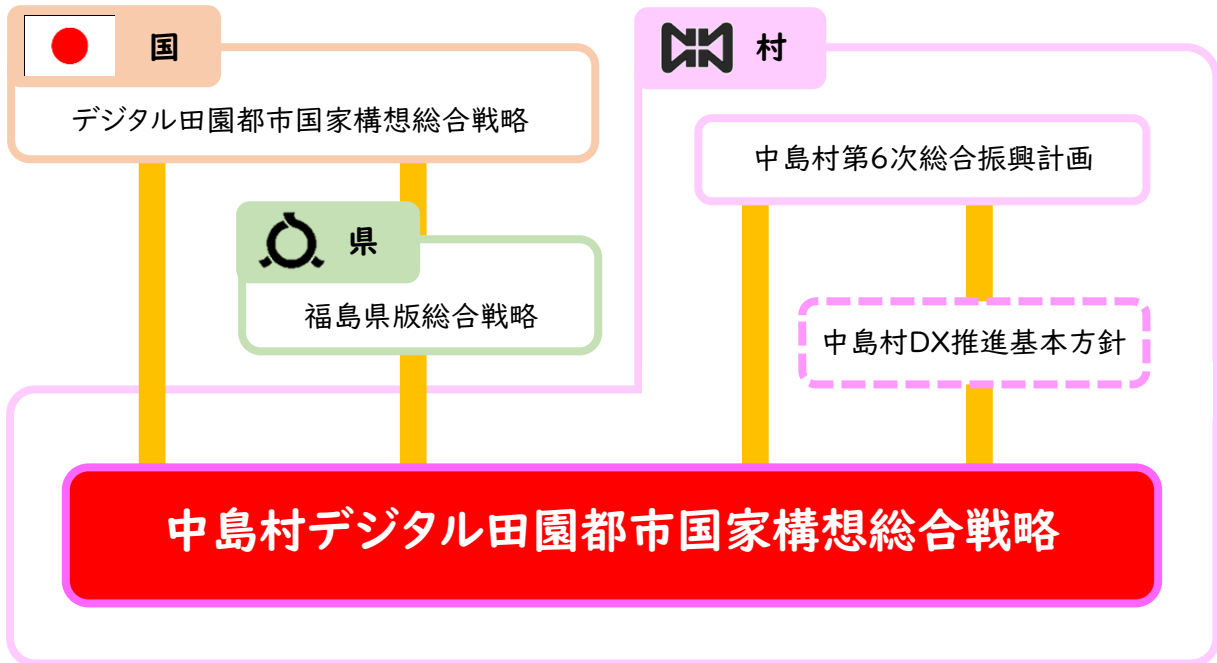 国
デジタル田園都市国家構想総合戦略
県
福島県版総合戦略
村
中島村第6次総合振興計画
中島村DX推進基本方針
中島村デジタル田園都市国家構想総合戦略